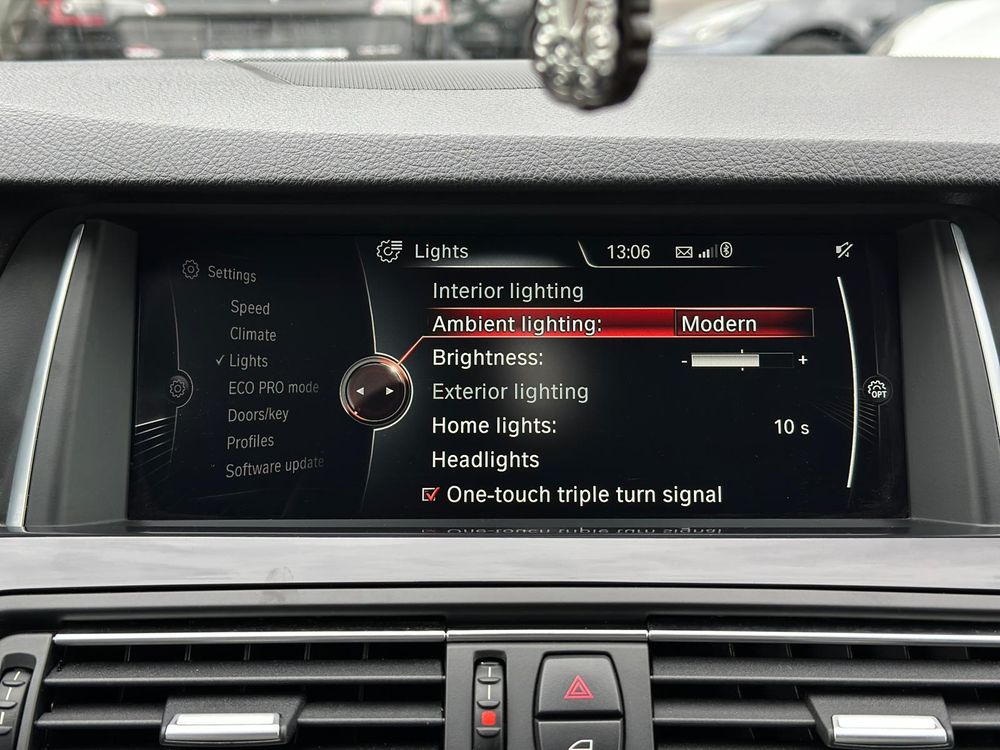 Lights 13:06
Settings
Speed
Climate
Lights
ECO PRO mode
Doors/key
Profiles
Software update
Interior lighting
Ambient lighting: Modern
Brightness: - +
Exterior lighting
Home lights: 10 s
Headlights
One-touch triple turn signal
OPT